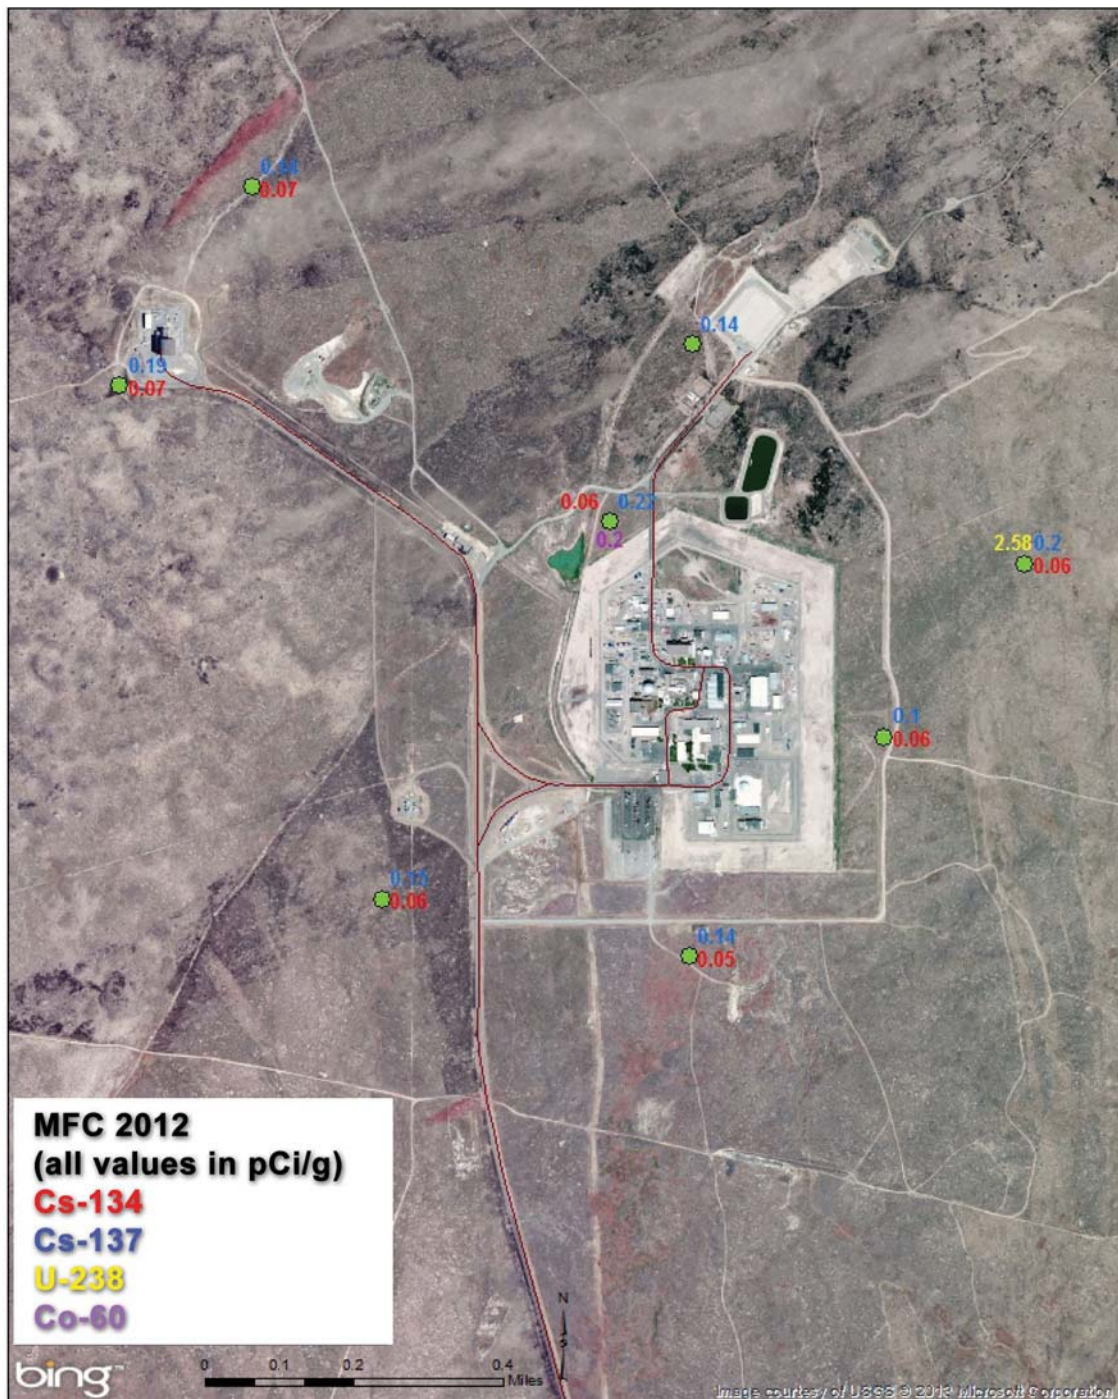 0.07
0.14
0.19
0.07
0.06
0.2
2.58 0.2
0.06
0.1
0.06
0.06
0.14
0.05
MFC 2012
(all values in pCi/g)
Cs-134
Cs-137
U-238
Co-60
N
S
0 0.1 0.2 0.4
Miles
bing
Image courtesy of USGS © Microsoft Corporation